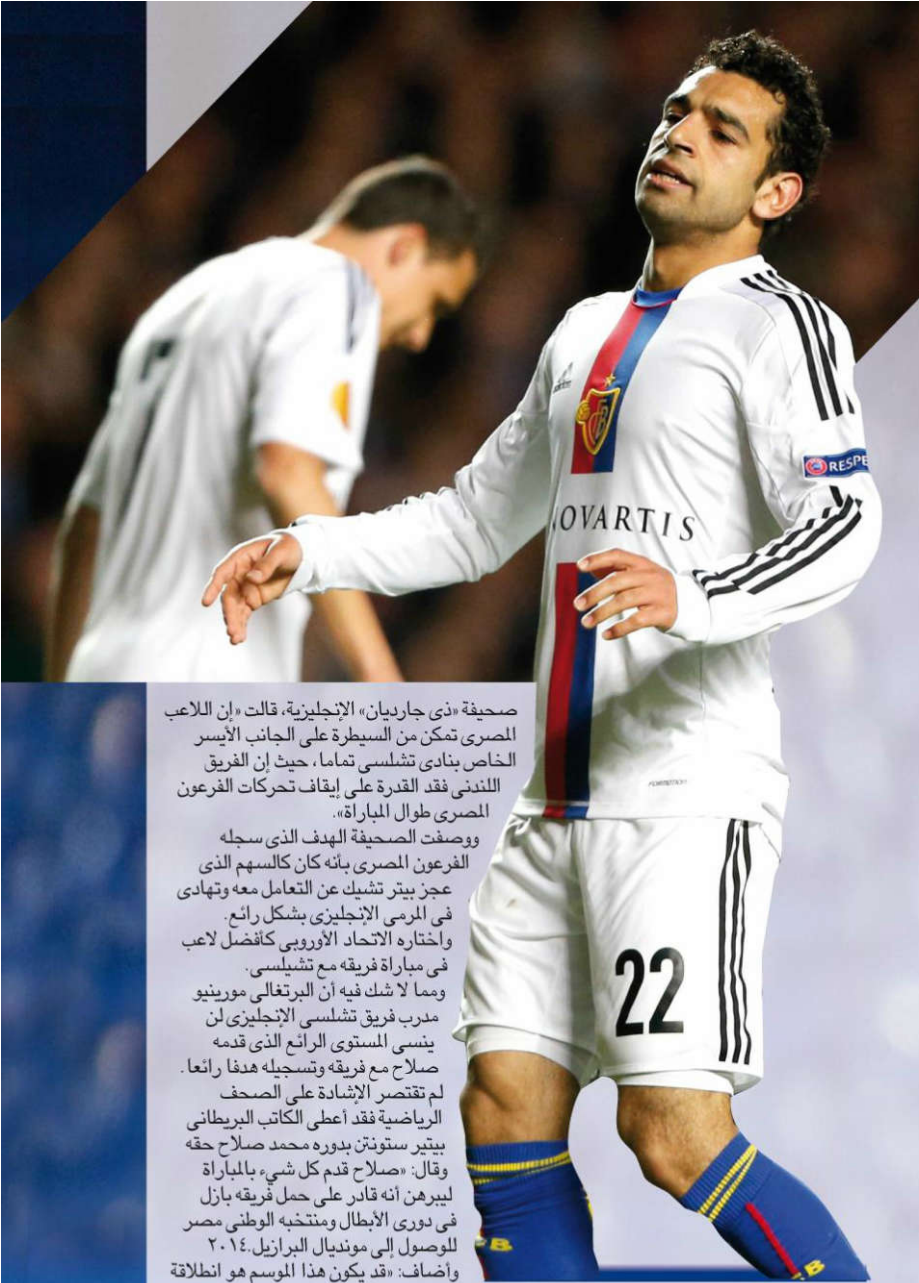 adidas
RESPE
NOVARTIS
FORMOTION
22
صحيفة «ذى جارديان» الإنجليزية، قالت «إن اللاعب
المصرى تمكن من السيطرة على الجانب الأيسر
الخاص بنادى تشلسى تماما، حيث إن الفريق
اللندنى فقد القدرة على إيقاف تحركات الفرعون
المصرى طوال المباراة».
ووصفت الصحيفة الهدف الذى سجله
الفرعون المصرى بأنه كان كالسهم الذى
عجز بيتر تشيك عن التعامل معه وتهادى
فى المرمى الإنجليزى بشكل رائع.
واختاره الاتحاد الأوروبى كأفضل لاعب
فى مباراة فريقه مع تشيلسى.
ومما لا شك فيه أن البرتغالى مورينيو
مدرب فريق تشلسى الإنجليزى لن
ينسى المستوى الرائع الذى قدمه
صلاح مع فريقه وتسجيله هدفا رائعا.
لم تقتصر الإشادة على الصحف
الرياضية فقد أعطى الكاتب البريطانى
بيتير ستونتن بدوره محمد صلاح حقه
وقال: «صلاح قدم كل شيء بالمباراة
ليبرهن أنه قادر على حمل فريقه بازل
فى دورى الأبطال ومنتخبه الوطنى مصر
للوصول إلى مونديال البرازيل.٢٠١٤
وأضاف: «قد يكون هذا الموسم هو انطلاقة